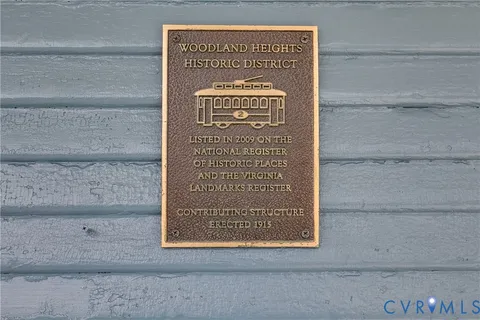 WOODLAND HEIGHTS
HISTORIC DISTRICT
2
LISTED IN 2009 ON THE
NATIONAL REGISTER
OF HISTORIC PLACES
AND THE VIRGINIA
LANDMARKS REGISTER
CONTRIBUTING STRUCTURE
ERECTED 1915
CVRMLS